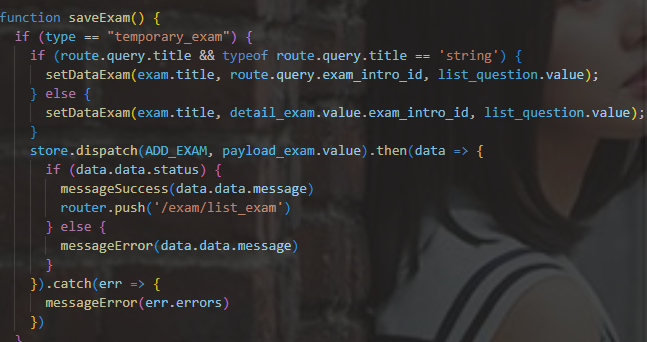 function saveExam() {
if (type == "temporary_exam") {
if (route.query.title && typeof route.query.title == 'string') {
setDataExam(exam.title, route.query.exam_intro_id, list_question.value);
} else {
setDataExam(exam.title, detail_exam.value.exam_intro_id, list_question.value);
}
store.dispatch(ADD_EXAM, payload_exam.value).then(data => {
if (data.data.status) {
messageSuccess(data.data.message)
router.push('/exam/list_exam')
} else {
messageError(data.data.message)
}
}).catch(err => {
messageError(err.errors)
})
}